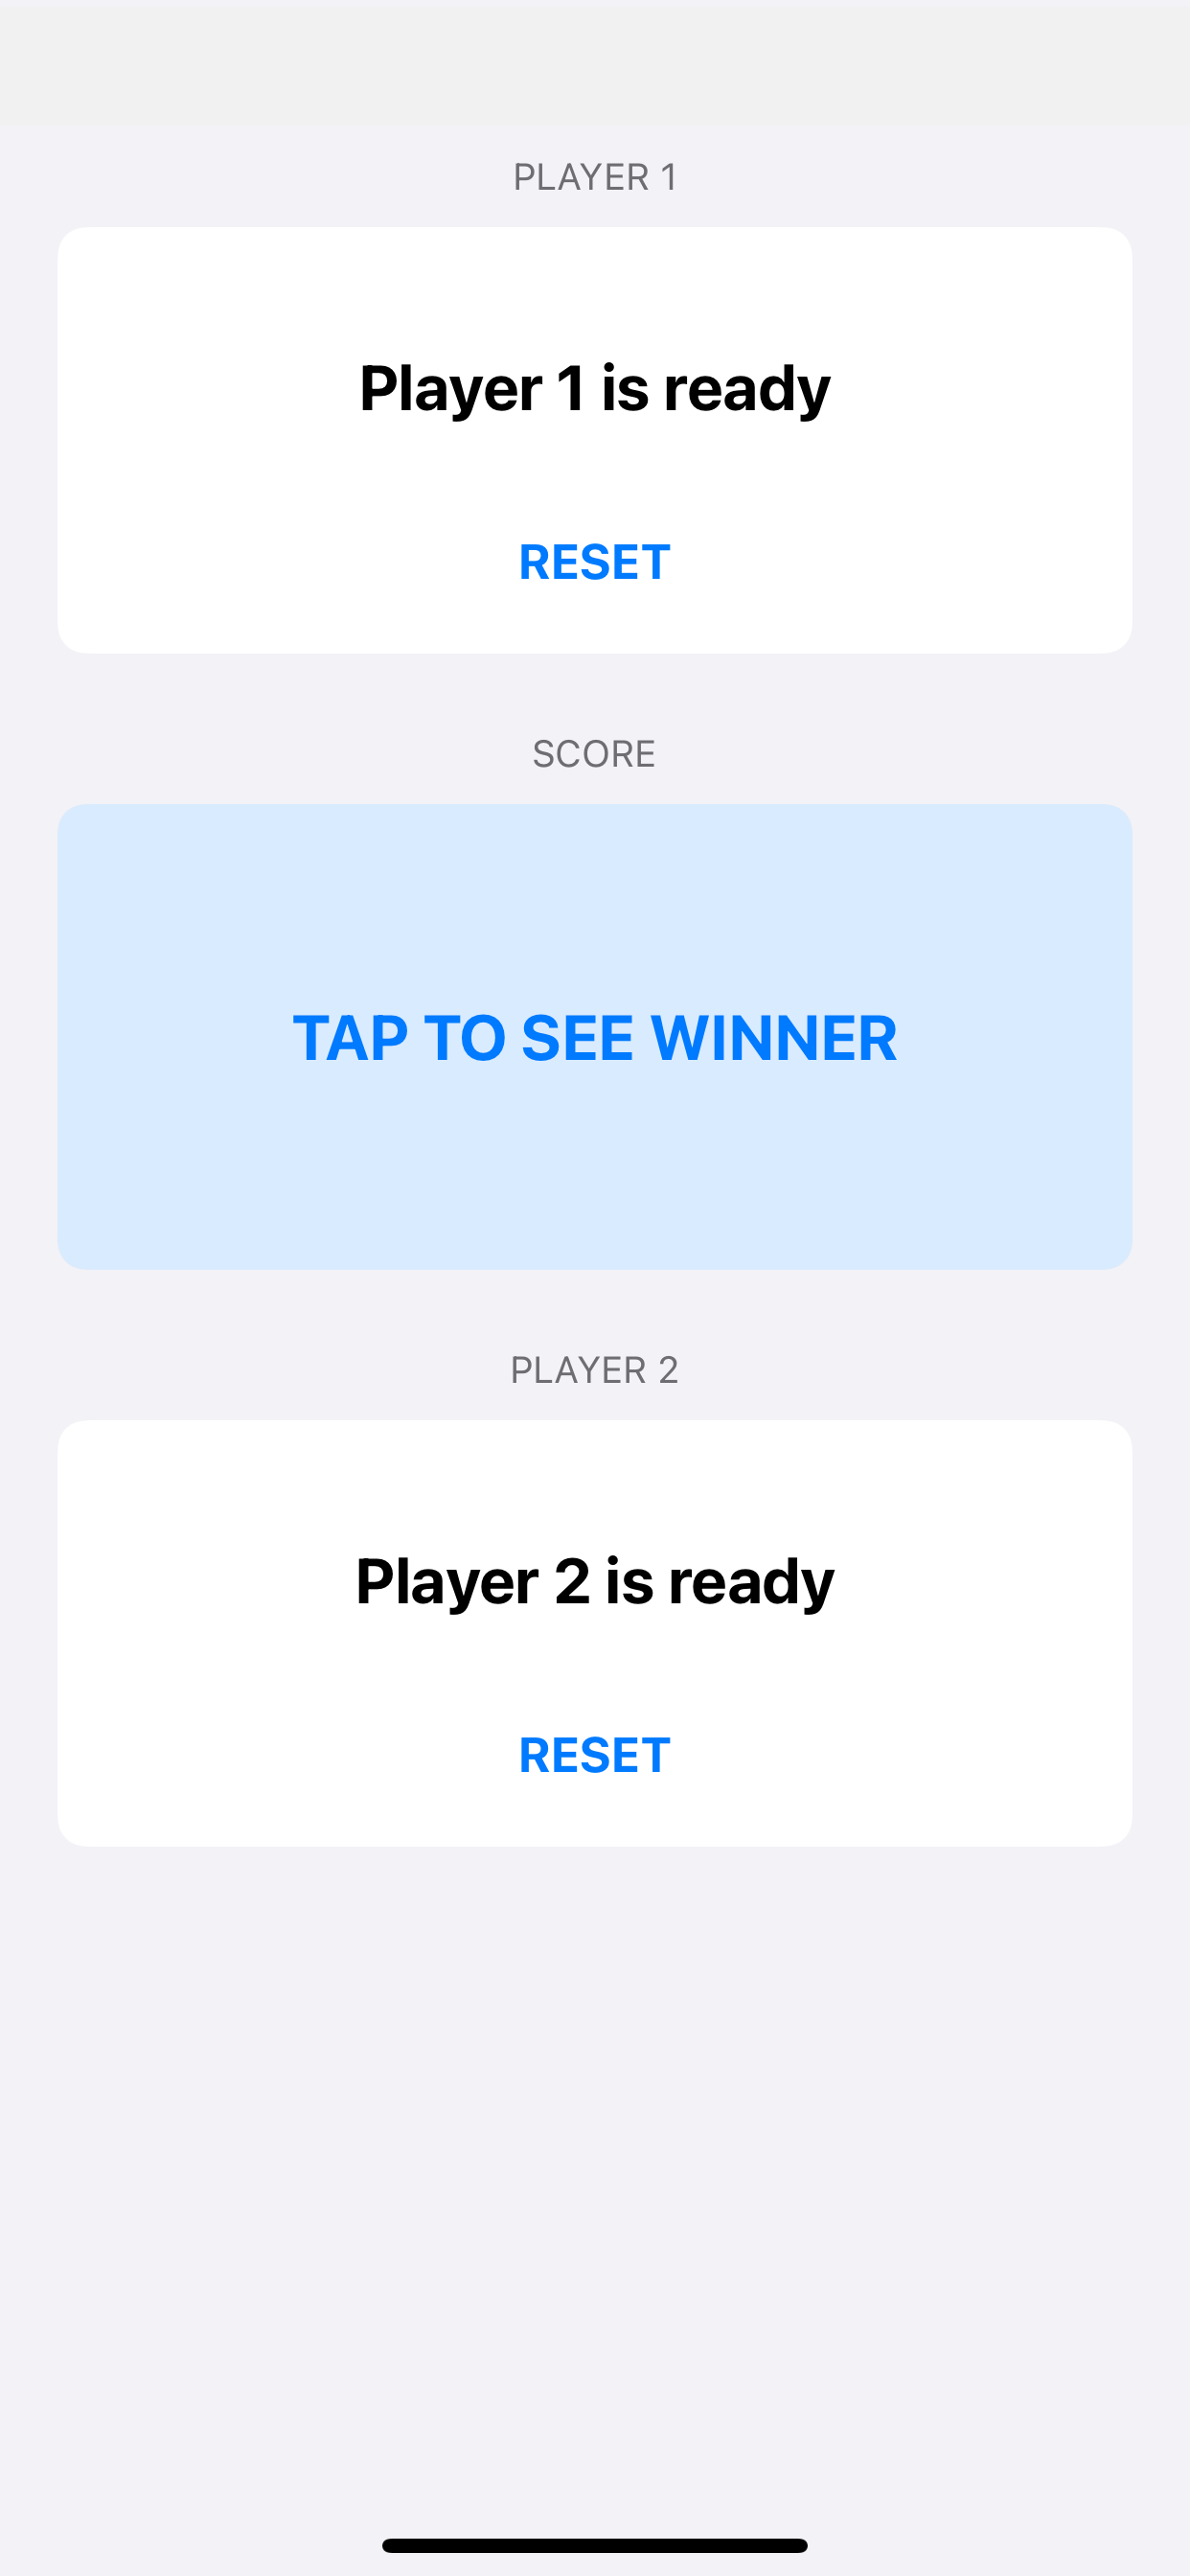 PLAYER 1
Player 1 is ready
RESET
SCORE
TAP TO SEE WINNER
PLAYER 2
Player 2 is ready
RESET